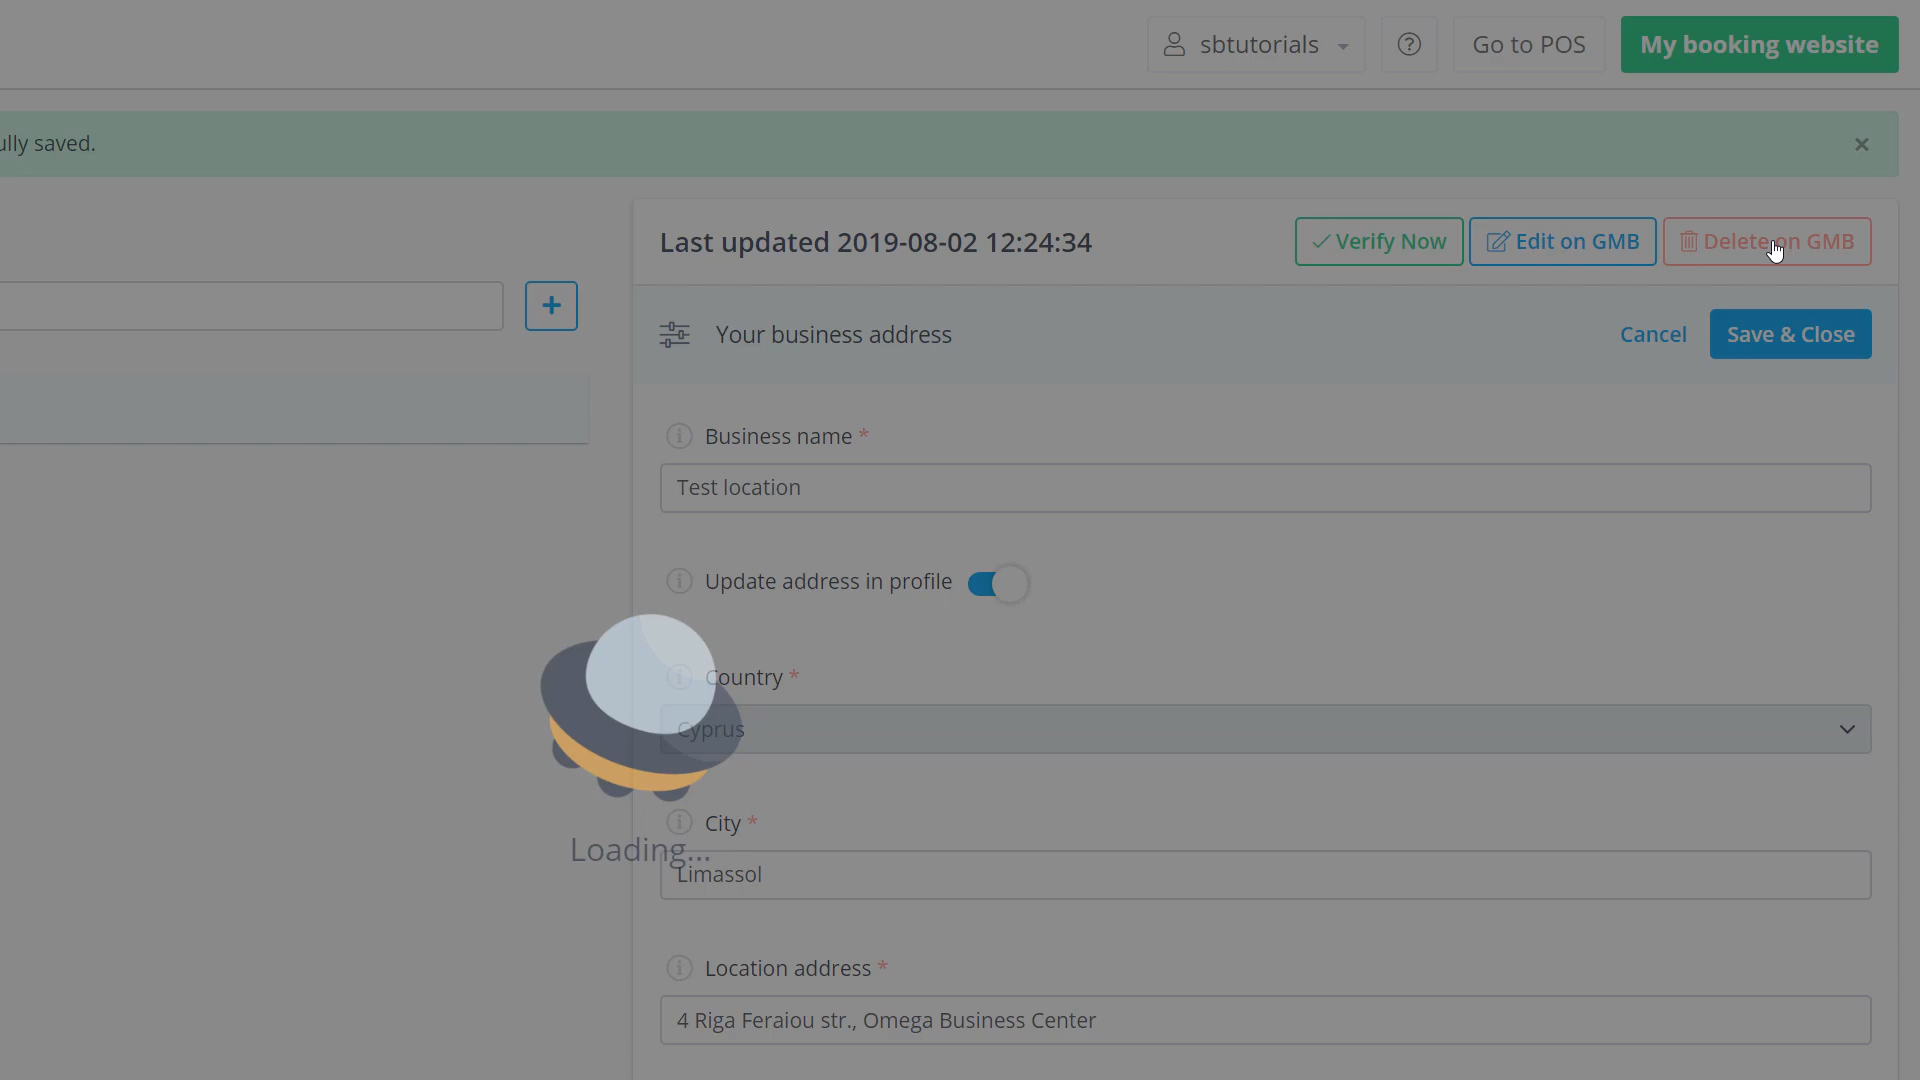 sbtutorials
Go to POS
My booking website
ully saved.
Last updated 2019-08-02 12:24:34
Verify Now
Edit on GMB
Delete on GMB
Your business address
Cancel
Save & Close
Business name *
Test location
Update address in profile
Country *
Cyprus
City *
Loading...
Limassol
Location address *
4 Riga Feraiou str., Omega Business Center